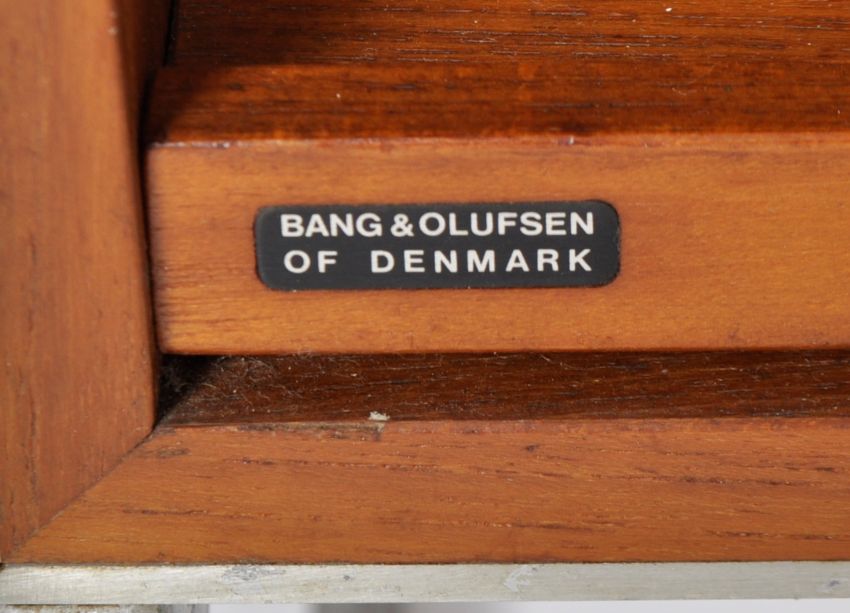 BANG & OLUFSEN
OF DENMARK